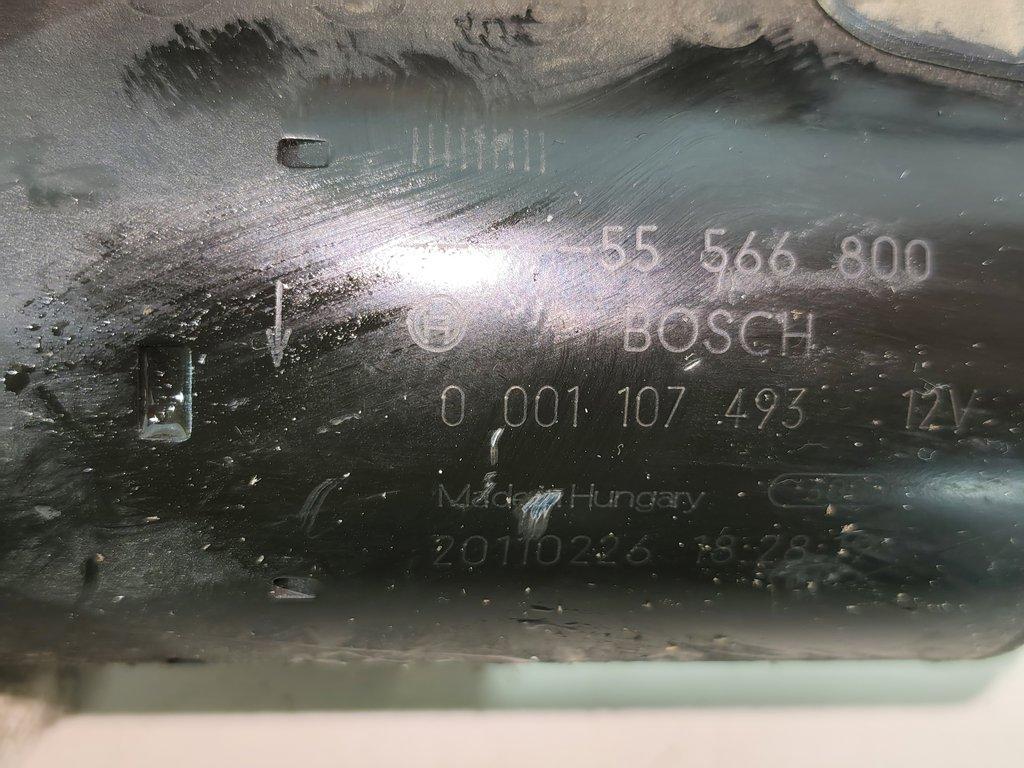 55 566 800
BOSCH
0 001 107 493 12V
Made in Hungary
20110226 18:28